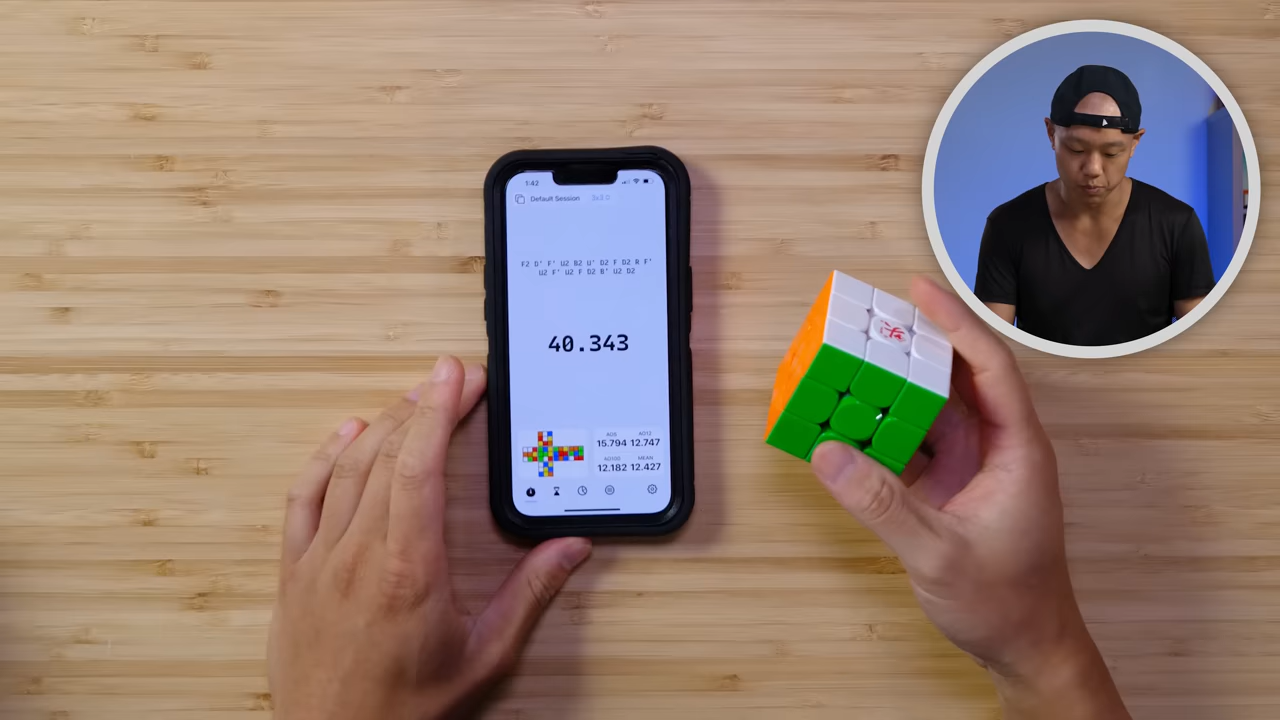 1:42
Default Session 3x3
F2 D' F' U2 B2 U' D2 F D2 R F'
U2 F' U2 F D2 B' U2 D2
40.343
AO5 AO12
15.794 12.747
AO100 MEAN
12.182 12.427